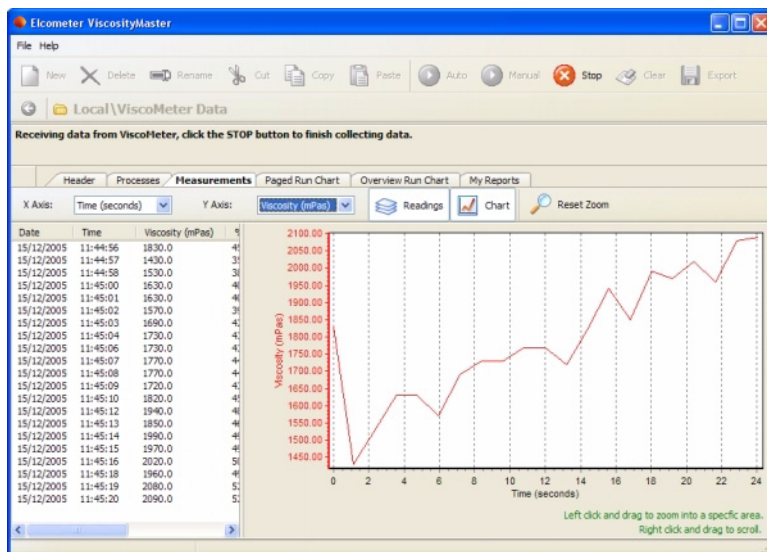 Elcometer ViscosityMaster
File Help
New Delete Rename Cut Copy Paste Auto Manual Stop Clear Export
Local\ViscoMeter Data
Receiving data from ViscoMeter, click the STOP button to finish collecting data.
Header Processes Measurements Paged Run Chart Overview Run Chart My Reports
X Axis: Time (seconds) Y Axis: Viscosity (mPas) Readings Chart Reset Zoom
Date Time Viscosity (mPas)
15/12/2005 11:44:56 1830.0
15/12/2005 11:44:57 1430.0
15/12/2005 11:44:58 1530.0
15/12/2005 11:45:00 1630.0
15/12/2005 11:45:01 1630.0
15/12/2005 11:45:02 1570.0
15/12/2005 11:45:03 1690.0
15/12/2005 11:45:04 1730.0
15/12/2005 11:45:06 1730.0
15/12/2005 11:45:07 1770.0
15/12/2005 11:45:08 1770.0
15/12/2005 11:45:09 1720.0
15/12/2005 11:45:10 1820.0
15/12/2005 11:45:12 1940.0
15/12/2005 11:45:13 1850.0
15/12/2005 11:45:14 1990.0
15/12/2005 11:45:15 1970.0
15/12/2005 11:45:16 2020.0
15/12/2005 11:45:18 1960.0
15/12/2005 11:45:19 2080.0
15/12/2005 11:45:20 2090.0
Viscosity (mPas)
2100.00
2050.00
2000.00
1950.00
1900.00
1850.00
1800.00
1750.00
1700.00
1650.00
1600.00
1550.00
1500.00
1450.00
0 2 4 6 8 10 12 14 16 18 20 22 24
Time (seconds)
Left click and drag to zoom into a specfic area.
Right click and drag to scroll.